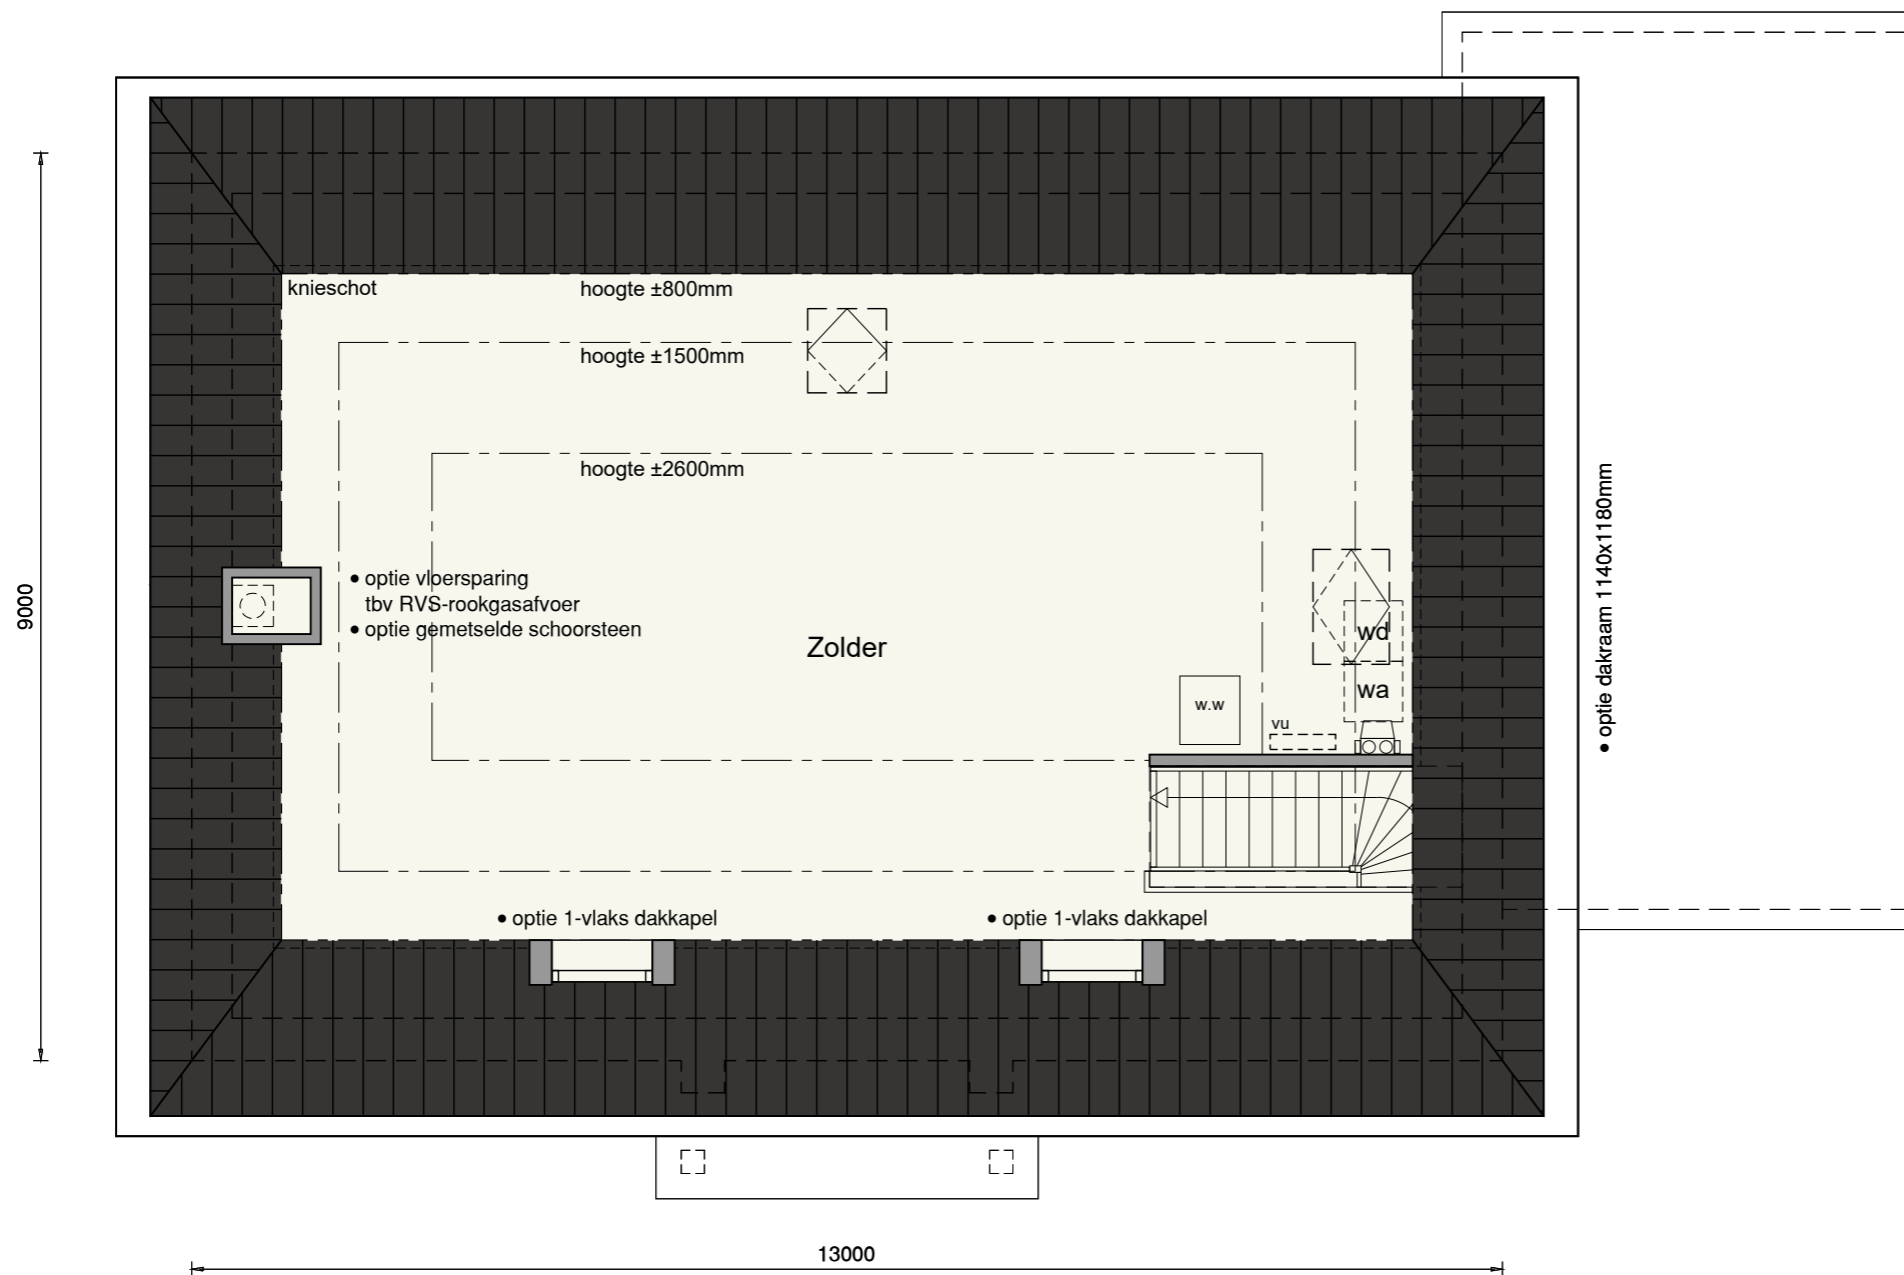 knieschot
hoogte ±800mm
hoogte ±1500mm
hoogte ±2600mm
9000
• optie vloersparing
tbv RVS-rookgasafvoer
• optie gemetselde schoorsteen
Zolder
wd
wa
w.w
vu
• optie dakraam 1140x1180mm
• optie 1-vlaks dakkapel
• optie 1-vlaks dakkapel
13000